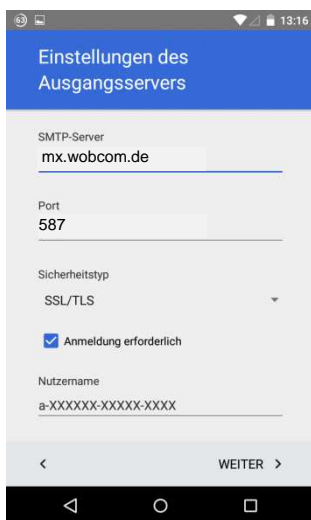 63
13:16
Einstellungen des
Ausgangsservers
SMTP-Server
mx.wobcom.de
Port
587
Sicherheitstyp
SSL/TLS
Anmeldung erforderlich
Nutzername
a-XXXXXX-XXXXX-XXXX
WEITER